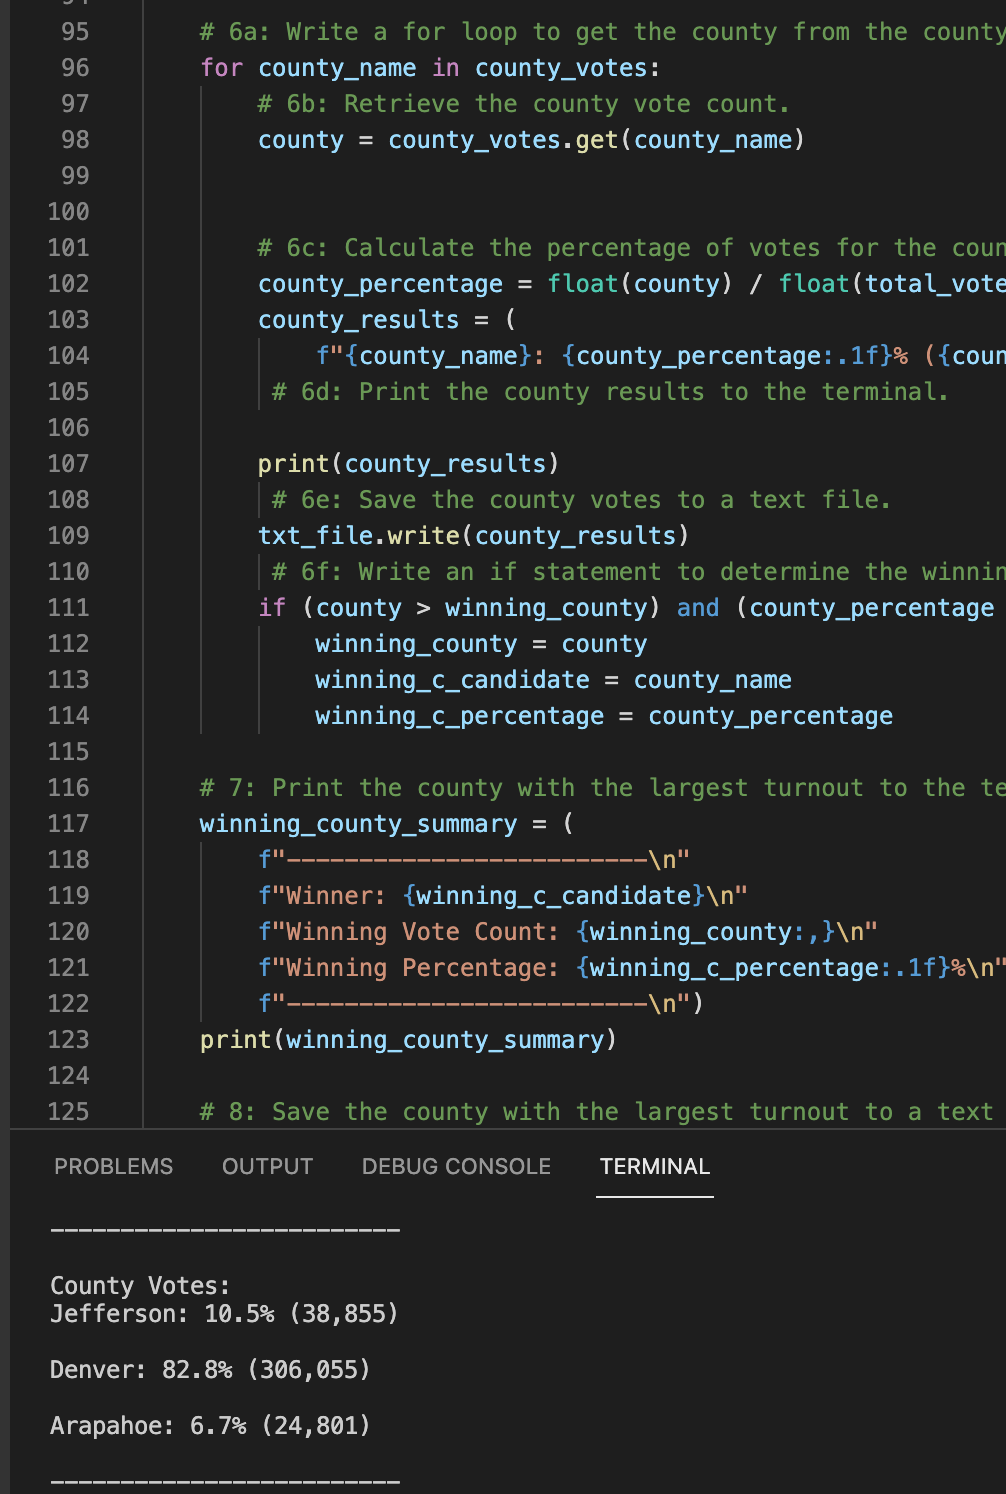 95 # 6a: Write a for loop to get the county from the county
96 for county_name in county_votes:
97 # 6b: Retrieve the county vote count.
98 county = county_votes.get(county_name)
99
100
101 # 6c: Calculate the percentage of votes for the coun
102 county_percentage = float(county) / float(total_vote
103 county_results = (
104 f"{county_name}: {county_percentage:.1f}% ({coun
105 # 6d: Print the county results to the terminal.
106
107 print(county_results)
108 # 6e: Save the county votes to a text file.
109 txt_file.write(county_results)
110 # 6f: Write an if statement to determine the winnin
111 if (county > winning_county) and (county_percentage
112 winning_county = county
113 winning_c_candidate = county_name
114 winning_c_percentage = county_percentage
115
116 # 7: Print the county with the largest turnout to the te
117 winning_county_summary = (
118 f"-------------------------\n"
119 f"Winner: {winning_c_candidate}\n"
120 f"Winning Vote Count: {winning_county:,}\n"
121 f"Winning Percentage: {winning_c_percentage:.1f}%\n"
122 f"-------------------------\n")
123 print(winning_county_summary)
124
125 # 8: Save the county with the largest turnout to a text
PROBLEMS OUTPUT DEBUG CONSOLE TERMINAL
-------------------------
County Votes:
Jefferson: 10.5% (38,855)
Denver: 82.8% (306,055)
Arapahoe: 6.7% (24,801)
-------------------------